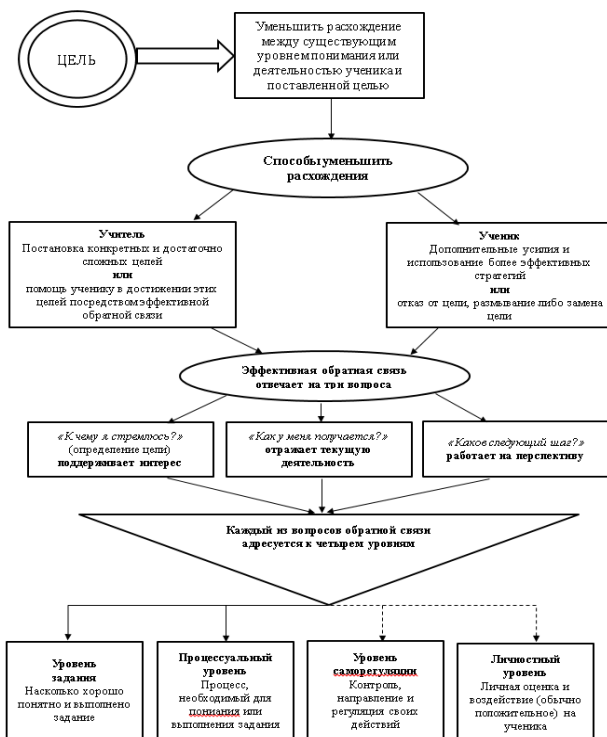 ЦЕЛЬ
Уменьшить расхождение
между существующим
уровнем понимания или
деятельностью ученика и
поставленной целью
Способы уменьшить
расхождения
Учитель
Постановка конкретных и достаточно
сложных целей
или
помощь ученику в достижении этих
целей посредством эффективной
обратной связи
Ученик
Дополнительные усилия и
использование более эффективных
стратегий
или
отказ от цели, размывание либо замена
цели
Эффективная обратная связь
отвечает на три вопроса
«К чему я стремлюсь?»
(определение цели)
поддерживает интерес
«Как у меня получается?»
отражает текущую
деятельность
«Каков следующий шаг?»
работает на перспективу
Каждый из вопросов обратной связи
адресуется к четырем уровням
Уровень
задания
Насколько хорошо
понятно и выполнено
задание
Процессуальный
уровень
Процесс,
необходимый для
пониания или
выполнения задания
Уровень
саморегуляции
Контроль,
направление и
регуляция своих
действий
Личностный
уровень
Личная оценка и
воздействие (обычно
положительное) на
ученика